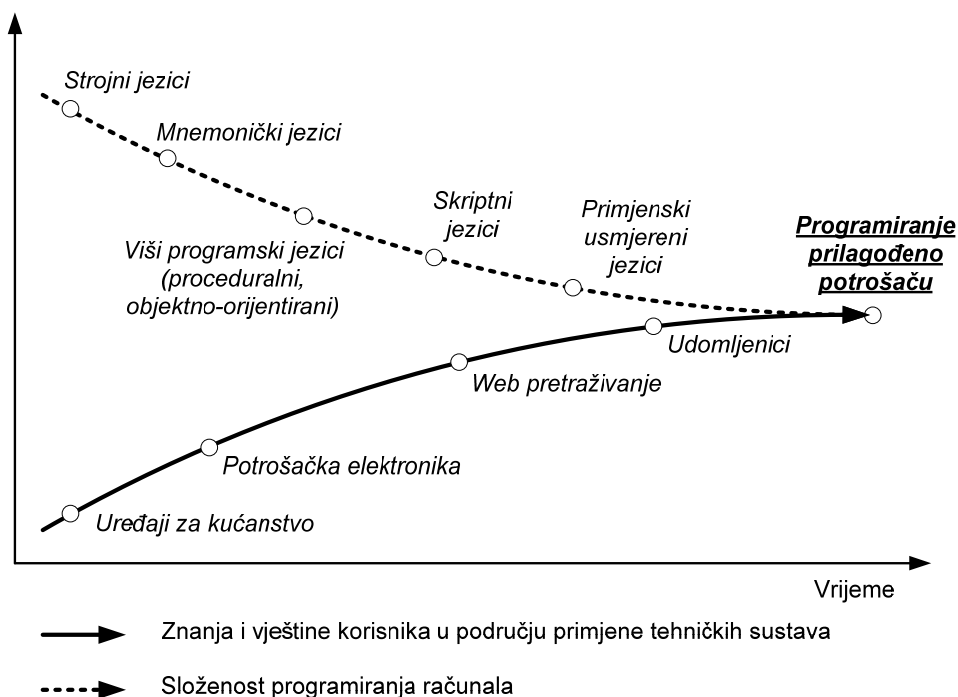 Strojni jezici
Mnemonički jezici
Viši programski jezici
(proceduralni,
objektno-orijentirani)
Skriptni
jezici
Primjenski
usmjereni
jezici
Programiranje
prilagođeno
potrošaču
Udomljenici
Web pretraživanje
Potrošačka elektronika
Uređaji za kućanstvo
Vrijeme
Znanja i vještine korisnika u području primjene tehničkih sustava
Složenost programiranja računala